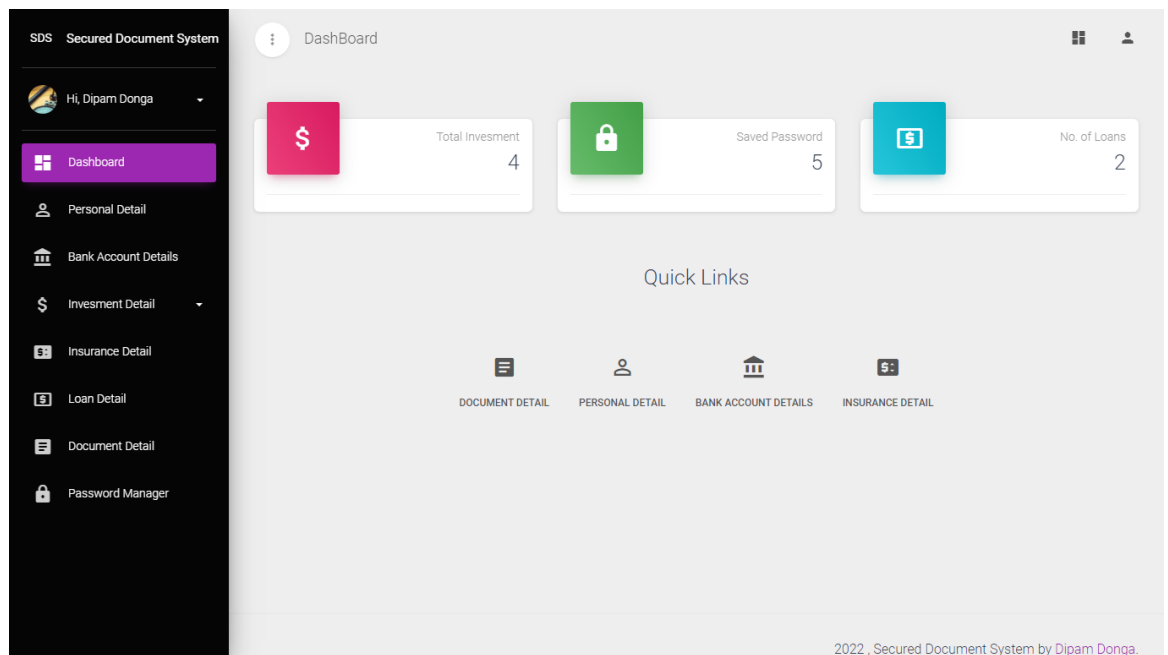 SDS Secured Document System
Hi, Dipam Donga
Dashboard
Personal Detail
Bank Account Details
Invesment Detail
Insurance Detail
Loan Detail
Document Detail
Password Manager
DashBoard
Total Invesment
4
Saved Password
5
No. of Loans
2
Quick Links
DOCUMENT DETAIL
PERSONAL DETAIL
BANK ACCOUNT DETAILS
INSURANCE DETAIL
2022 , Secured Document System by Dipam Donga.